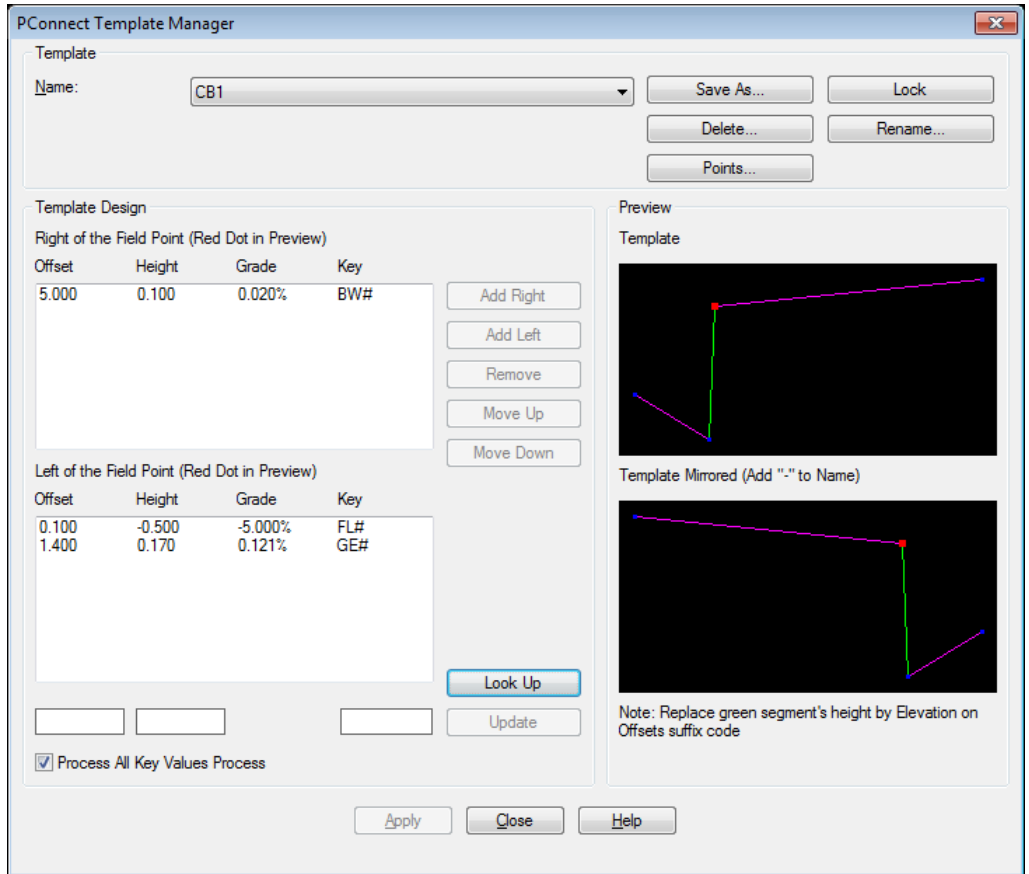 PConnect Template Manager
Template
Name:
CB1
Save As...
Lock
Delete...
Rename...
Points...
Template Design
Right of the Field Point (Red Dot in Preview)
Offset Height Grade Key
5.000 0.100 0.020% BW#
Add Right
Add Left
Remove
Move Up
Move Down
Left of the Field Point (Red Dot in Preview)
Offset Height Grade Key
0.100 -0.500 -5.000% FL#
1.400 0.170 0.121% GE#
Look Up
Update
Process All Key Values Process
Preview
Template
Template Mirrored (Add "-" to Name)
Note: Replace green segment's height by Elevation on
Offsets suffix code
Apply
Close
Help